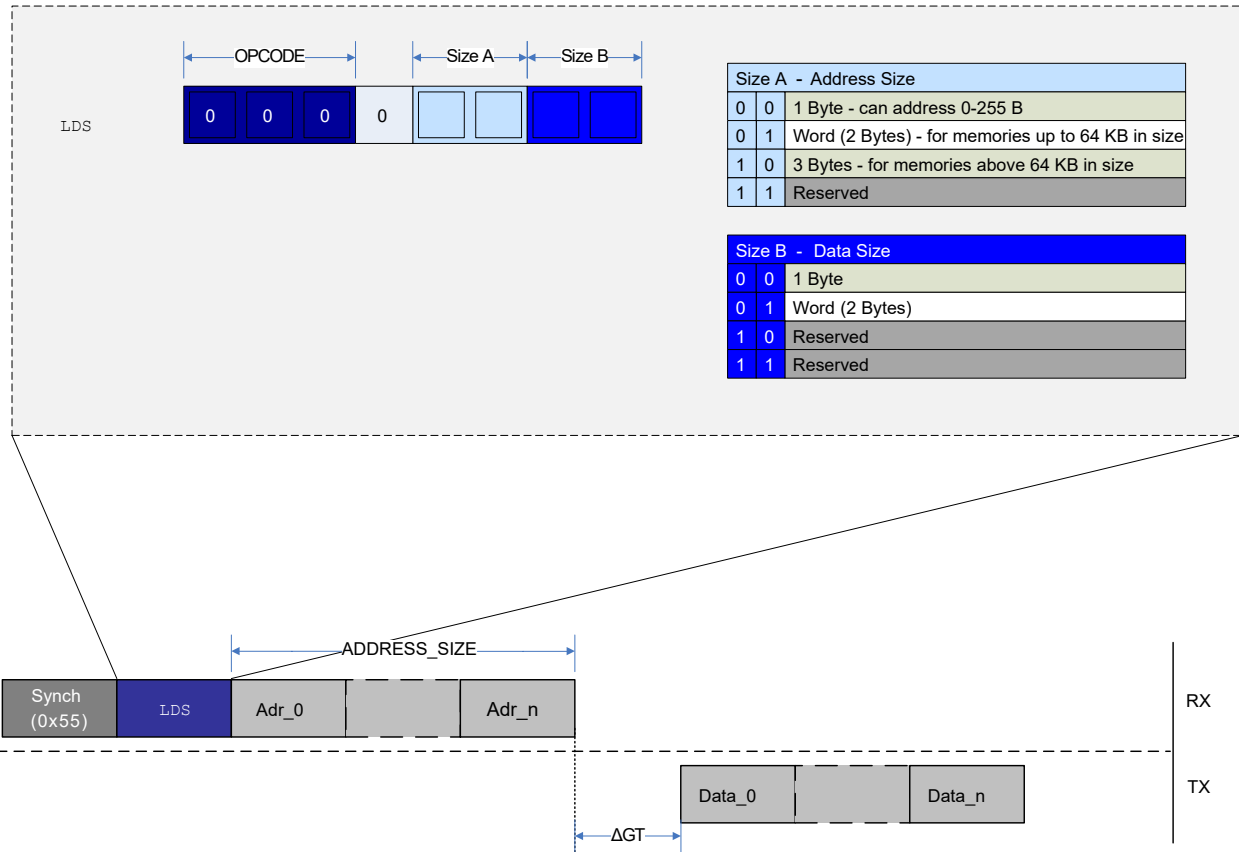 OPCODE Size A Size B
LDS 0 0 0 0
Size A - Address Size
0 0 1 Byte - can address 0-255 B
0 1 Word (2 Bytes) - for memories up to 64 KB in size
1 0 3 Bytes - for memories above 64 KB in size
1 1 Reserved
Size B - Data Size
0 0 1 Byte
0 1 Word (2 Bytes)
1 0 Reserved
1 1 Reserved
ADDRESS_SIZE
Synch
(0x55)
LDS Adr_0 Adr_n RX
Data_0 Data_n TX
ΔGT